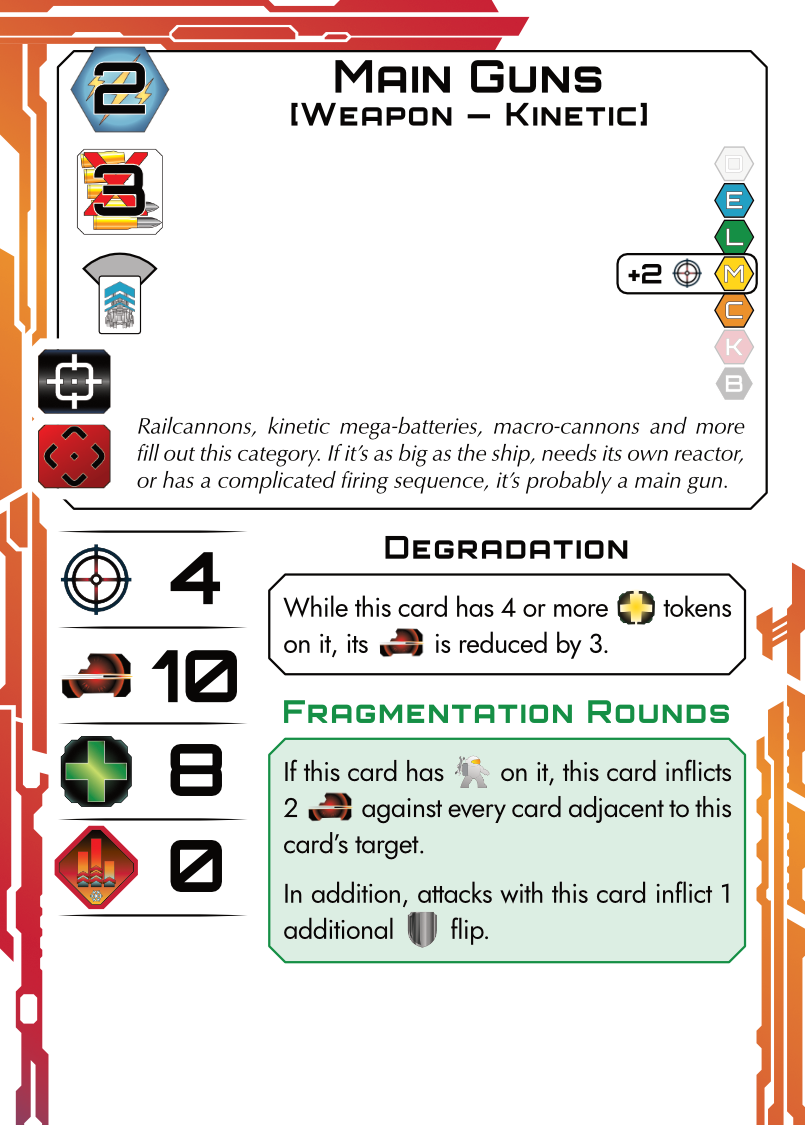 2
MAIN GUNS
[WEAPON – KINETIC]
3
E
L
+2 M
C
K
B
Railcannons, kinetic mega-batteries, macro-cannons and more
fill out this category. If it's as big as the ship, needs its own reactor,
or has a complicated firing sequence, it's probably a main gun.
4
10
8
0
DEGRADATION
While this card has 4 or more tokens
on it, its is reduced by 3.
FRAGMENTATION ROUNDS
If this card has on it, this card inflicts
2 against every card adjacent to this
card's target.
In addition, attacks with this card inflict 1
additional flip.